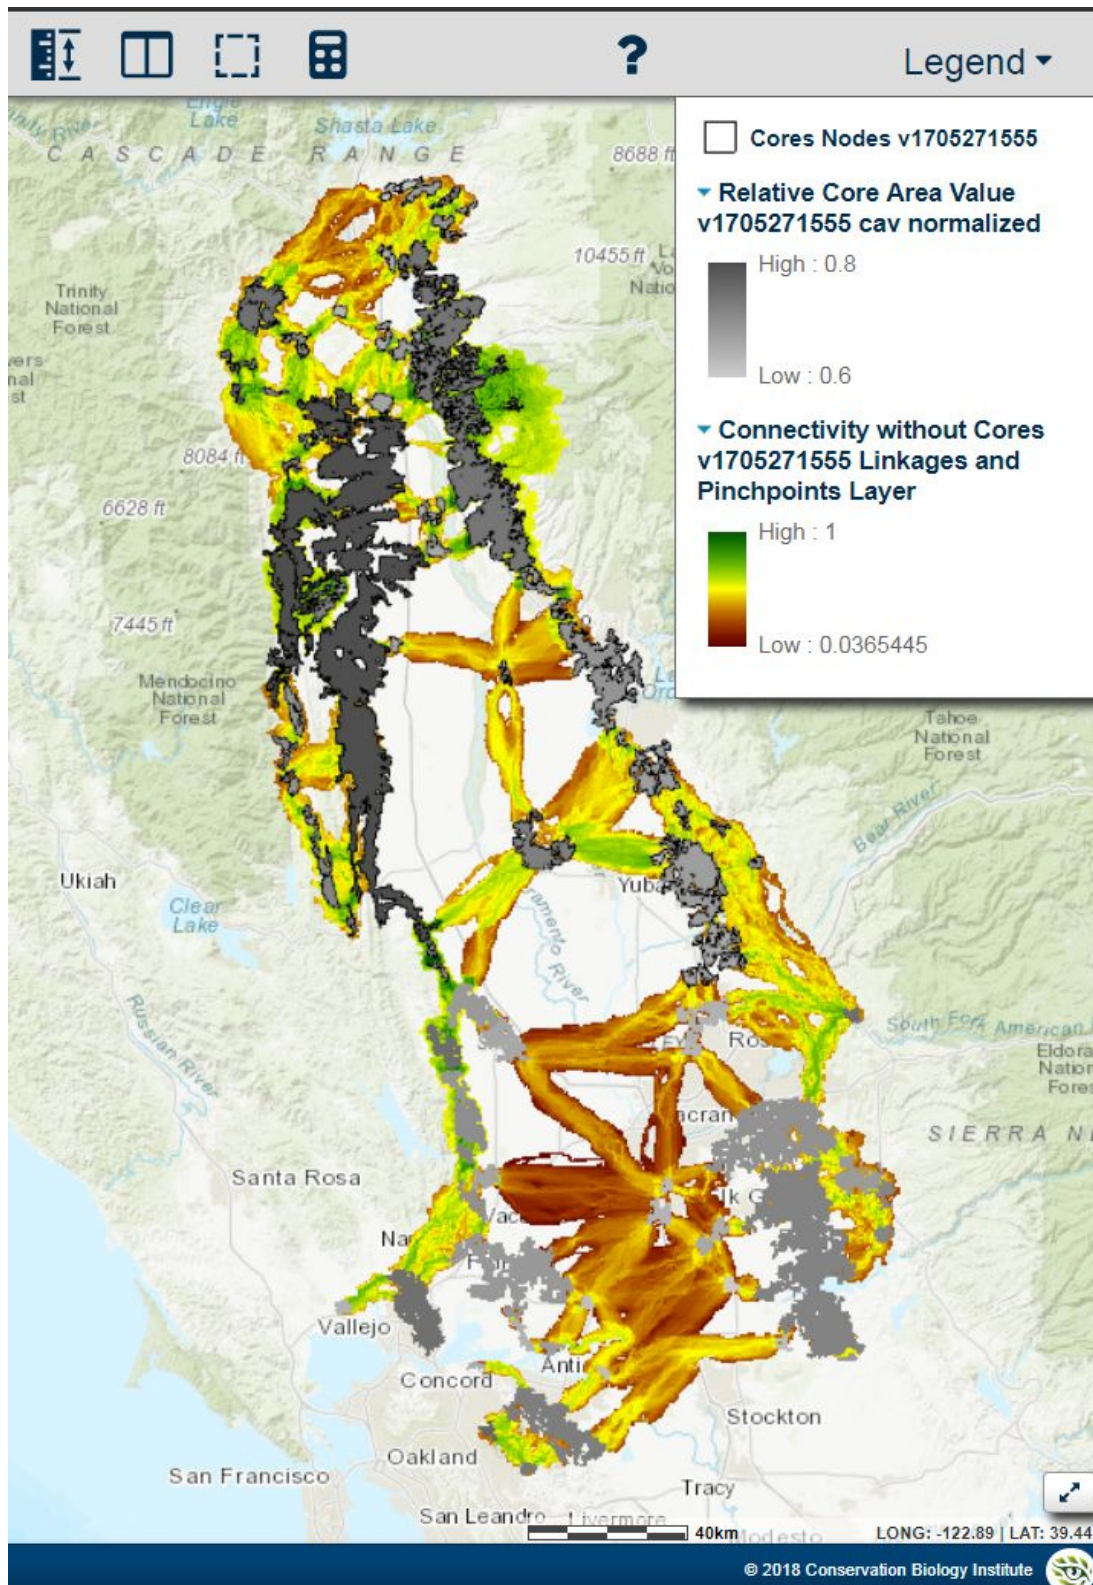 ?
Legend
Cores Nodes v1705271555
Relative Core Area Value
v1705271555 cav normalized
High : 0.8
Low : 0.6
Connectivity without Cores
v1705271555 Linkages and
Pinchpoints Layer
High : 1
Low : 0.0365445
Lake
Shasta Lake
CASCADE RANGE
8688 ft
10455 ft
Trinity
National
Forest
8084 ft
6628 ft
7445 ft
Mendocino
National
Forest
Tahoe
National
Forest
Bear River
Ukiah
Clear
Lake
Yuba
River
Russian River
South Fork American
SIERRA
Santa Rosa
Vallejo
Concord
Stockton
Oakland
San Francisco
Tracy
San Leandro
Livermore
40km
Modesto
LONG: -122.89 | LAT: 39.44
© 2018 Conservation Biology Institute